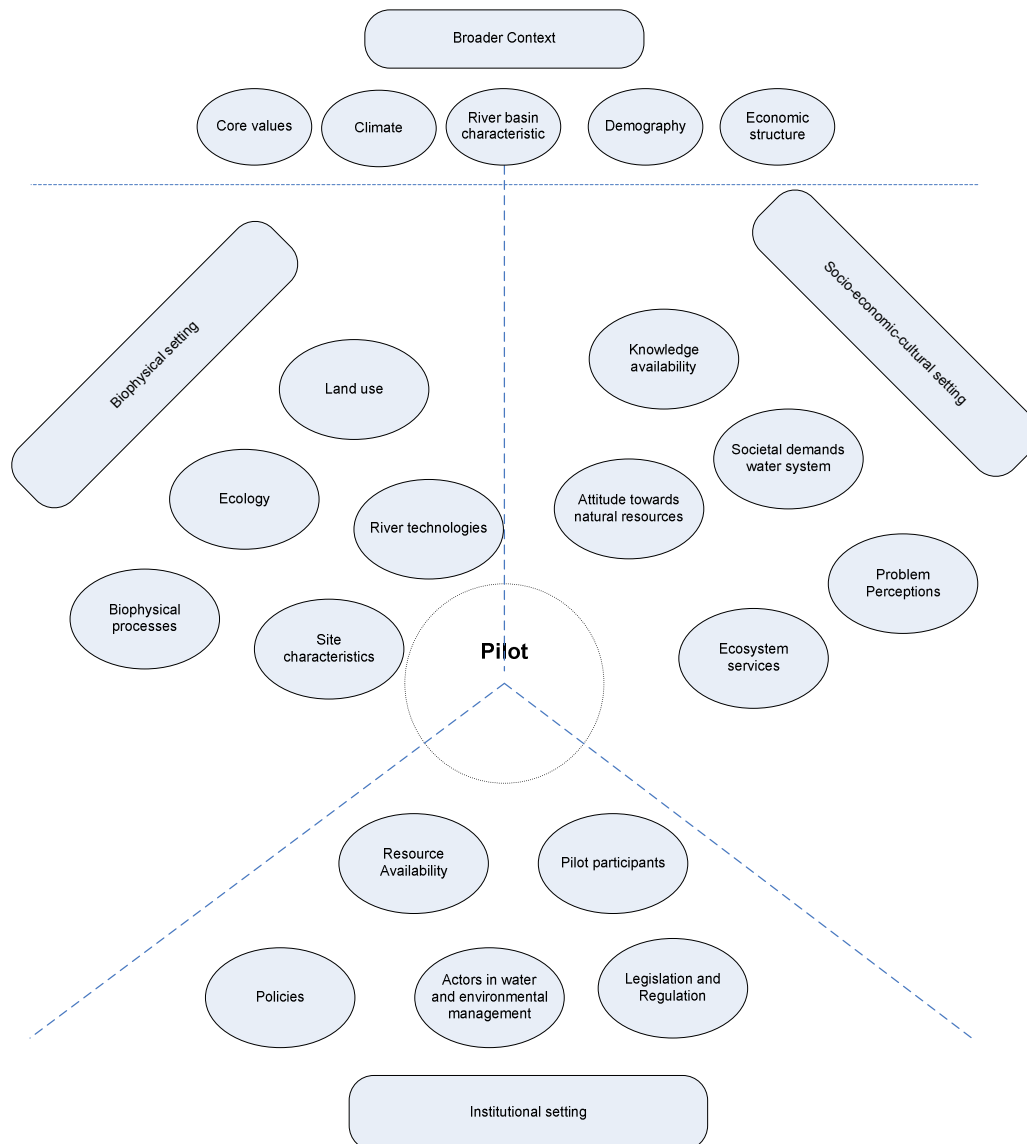 Broader Context
Core values
Climate
River basin
characteristic
Demography
Economic
structure
Biophysical setting
Socio-economic-cultural setting
Land use
Knowledge
availability
Ecology
River technologies
Societal demands
water system
Attitude towards
natural resources
Biophysical
processes
Site
characteristics
Problem
Perceptions
Ecosystem
services
Pilot
Resource
Availability
Pilot participants
Policies
Actors in water
and environmental
management
Legislation and
Regulation
Institutional setting